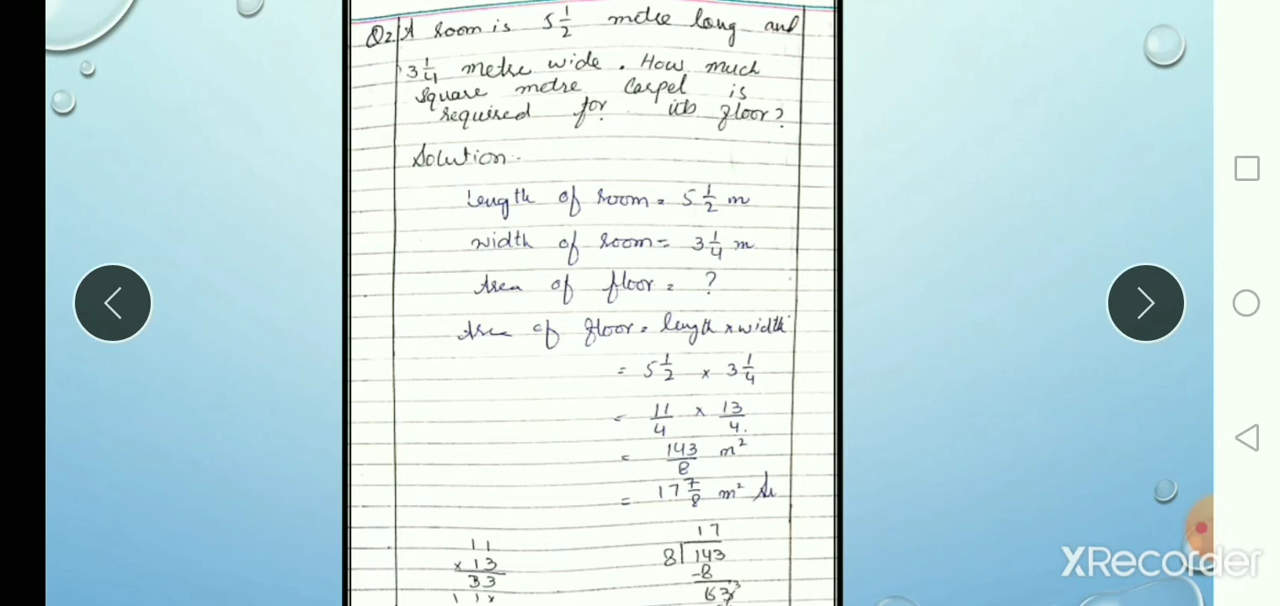 Q2. A room is 5 1/2 metre long and
3 1/4 metre wide. How much
square metre carpet is
required for its floor?
Solution.
Length of room = 5 1/2 m
width of room = 3 1/4 m
Area of floor = ?
Area of floor = length x width
= 5 1/2 x 3 1/4
= 11/4 x 13/4.
= 143/8 m²
= 17 7/8 m²
11
x 13
33
11x
17
8 143
-8
63
XRecorder